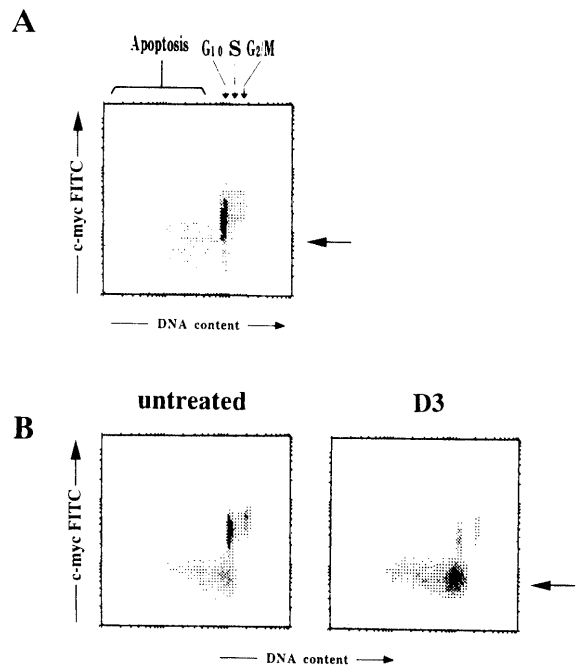 A
Apoptosis G1 0 S G2/M
c-myc FITC
DNA content
untreated D3
B
c-myc FITC
DNA content